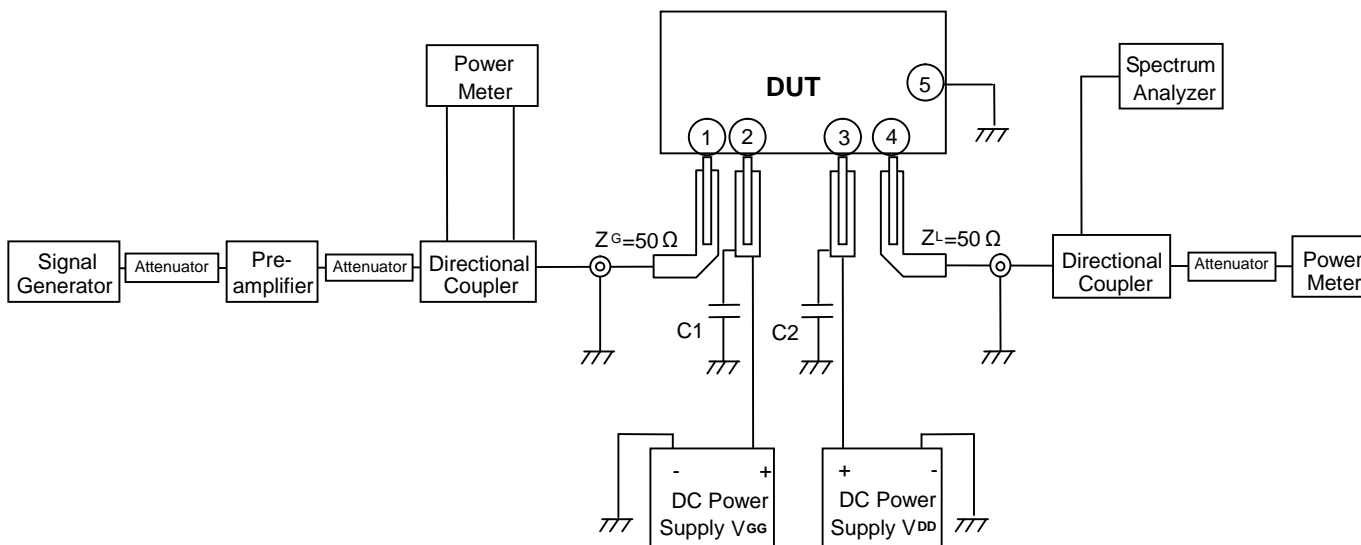 Power
Meter
DUT
5
Spectrum
Analyzer
1
2
3
4
ZG=50 Ω
ZL=50 Ω
Signal
Generator
Attenuator
Pre-
amplifier
Attenuator
Directional
Coupler
Directional
Coupler
Attenuator
Power
Meter
C1
C2
- +
DC Power
Supply VGG
+ -
DC Power
Supply VDD